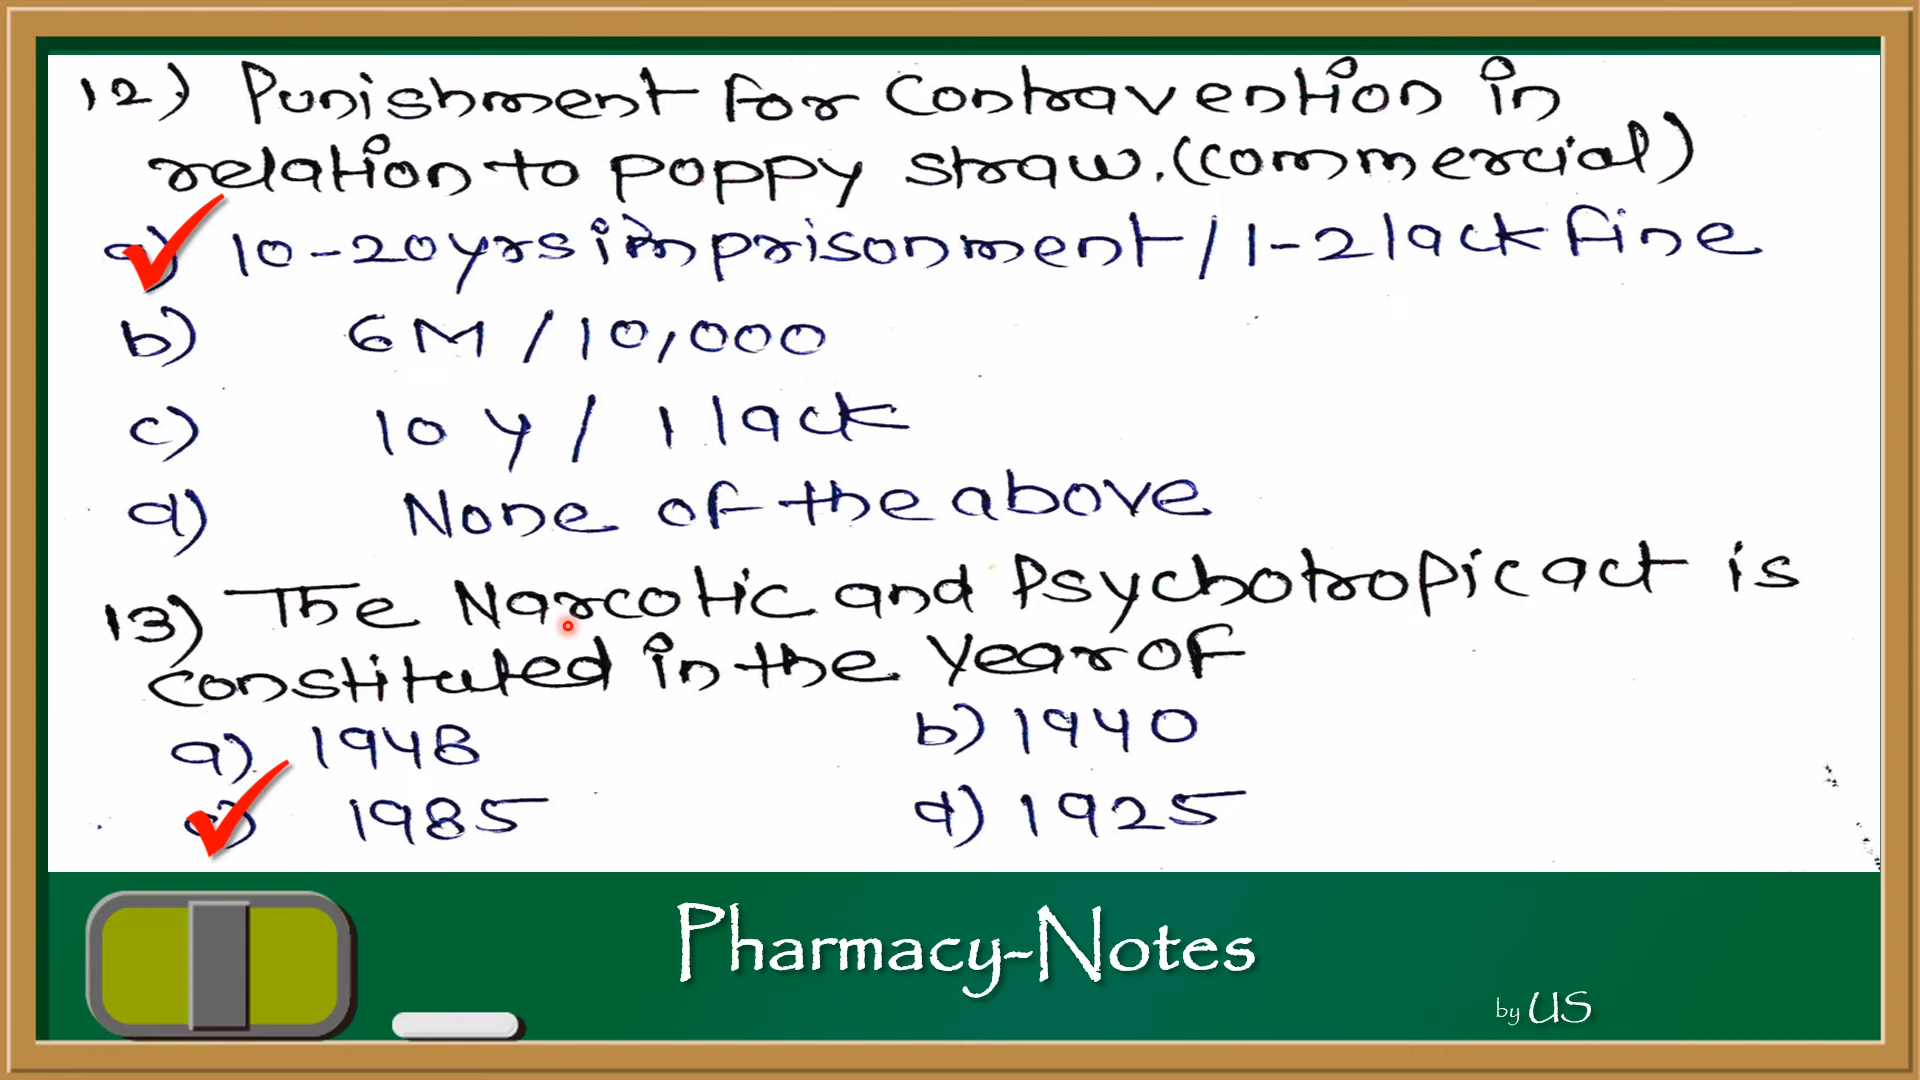 12) Punishment for Contravention in
relation to poppy straw. (commercial)
a) 10-20 yrs imprisonment / 1-2 lack fine
b) 6M / 10,000
c) 10 y / 1 lack
d) None of the above
13) The Narcotic and Psychotropic act is
constituted in the year of
a) 1948 b) 1940
c) 1985 d) 1925
Pharmacy-Notes
by US